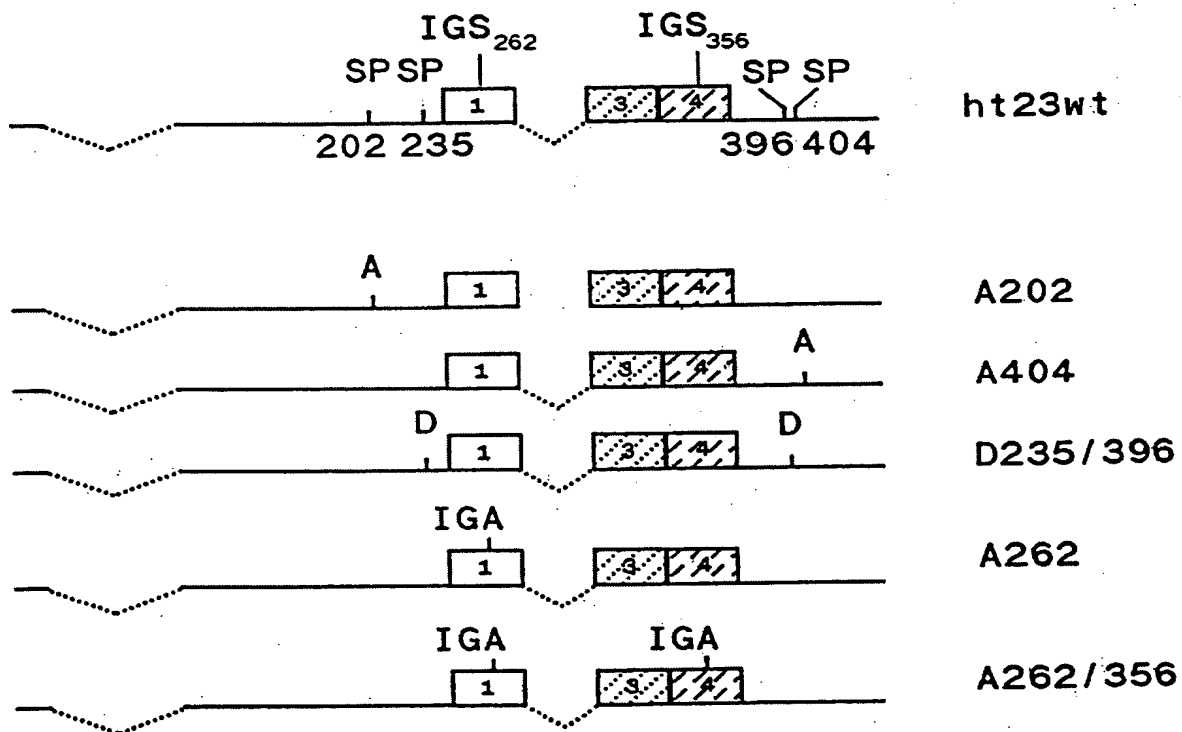 IGS262 IGS356
SP SP SP SP
1 3 4 ht23wt
202 235 396 404
A
1 3 4 A202
A
1 3 4 A404
D D
1 3 4 D235/396
IGA
1 3 4 A262
IGA IGA
1 3 4 A262/356